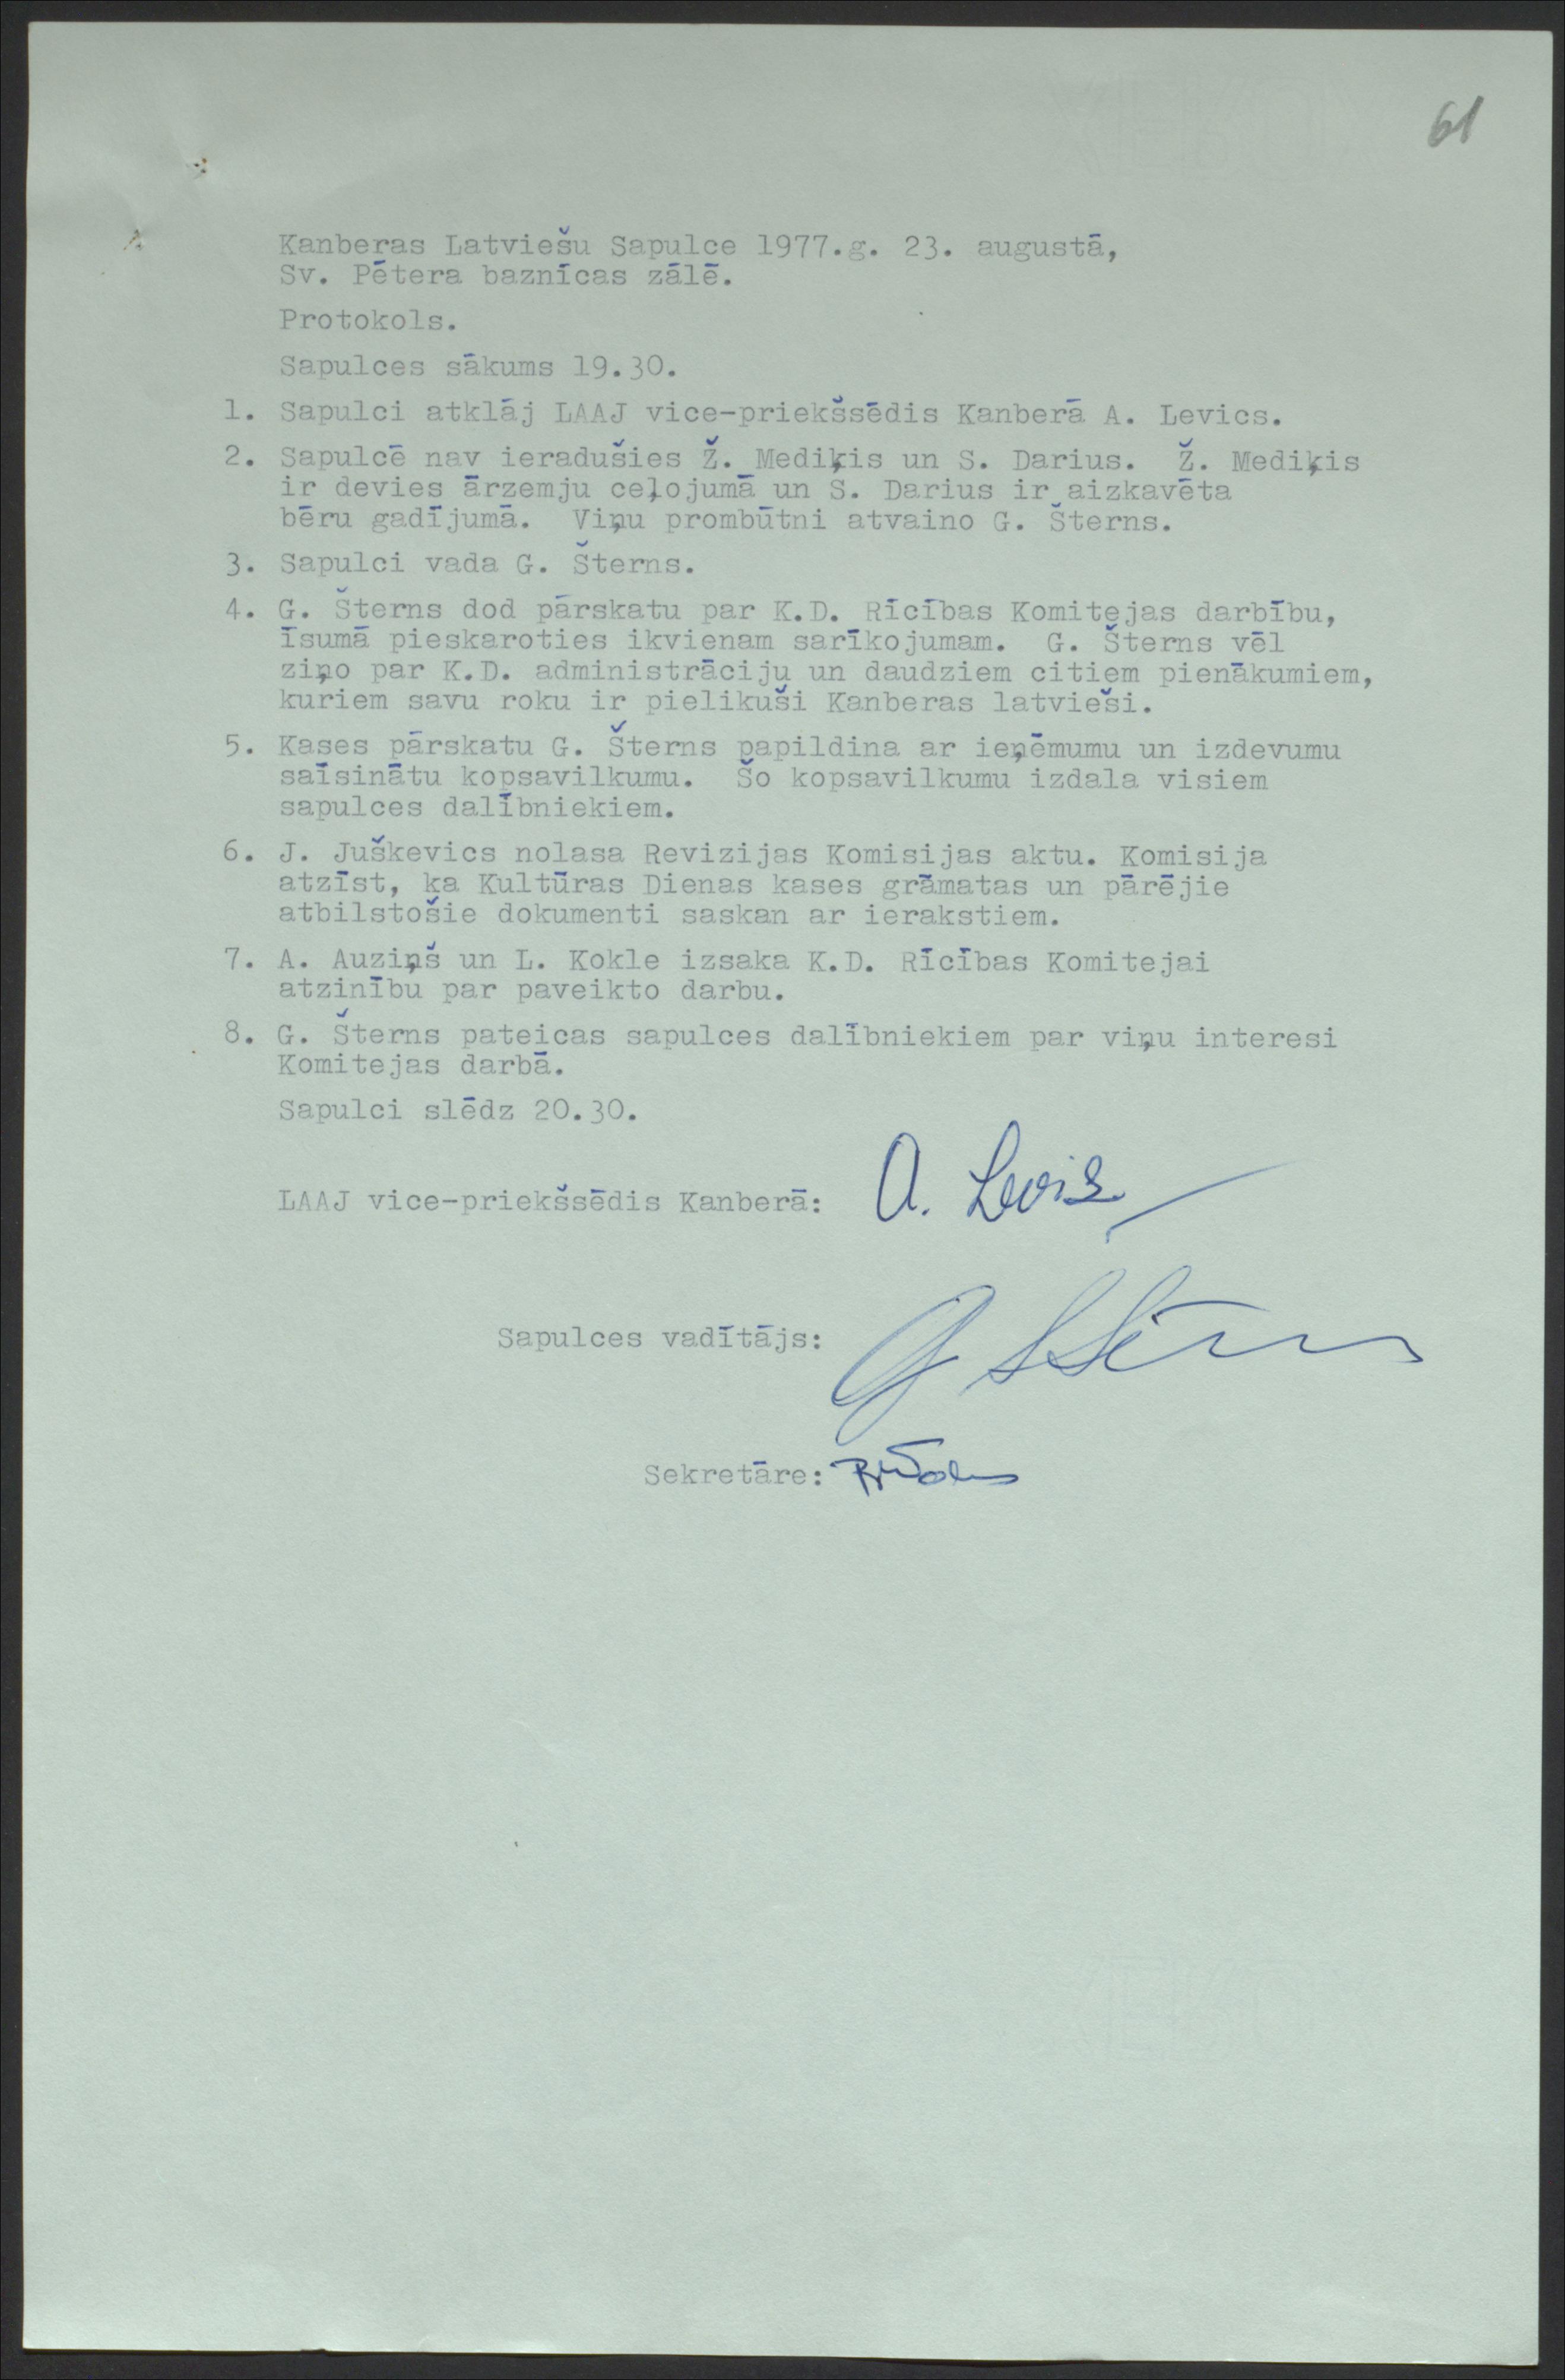 61
Kanberas Latviešu Sapulce 1977.g. 23. augustā,
Sv. Pētera baznīcas zālē.
Protokols.
Sapulces sākums 19.30.
1. Sapulci atklāj LAAJ vice-priekšsēdis Kanberā A. Levics.
2. Sapulcē nav ieradušies Ž. Mediķis un S. Darius. Ž. Mediķis
ir devies ārzemju ceļojumā un S. Darius ir aizkavēta
bēru gadījumā. Viņu prombūtni atvaino G. Šterns.
3. Sapulci vada G. Šterns.
4. G. Šterns dod pārskatu par K.D. Rīcības Komitejas darbību,
īsumā pieskaroties ikvienam sarīkojumam. G. Šterns vēl
ziņo par K.D. administrāciju un daudziem citiem pienākumiem,
kuriem savu roku ir pielikuši Kanberas latvieši.
5. Kases pārskatu G. Šterns papildina ar ieņēmumu un izdevumu
saīsinātu kopsavilkumu. Šo kopsavilkumu izdala visiem
sapulces dalībniekiem.
6. J. Juškevics nolasa Revizijas Komisijas aktu. Komisija
atzīst, ka Kultūras Dienas kases grāmatas un pārējie
atbilstošie dokumenti saskan ar ierakstiem.
7. A. Auziņš un L. Kokle izsaka K.D. Rīcības Komitejai
atzinību par paveikto darbu.
8. G. Šterns pateicas sapulces dalībniekiem par viņu interesi
Komitejas darbā.
Sapulci slēdz 20.30.
LAAJ vice-priekšsēdis Kanberā: A. Levics
Sapulces vadītājs: G Šterns
Sekretāre: